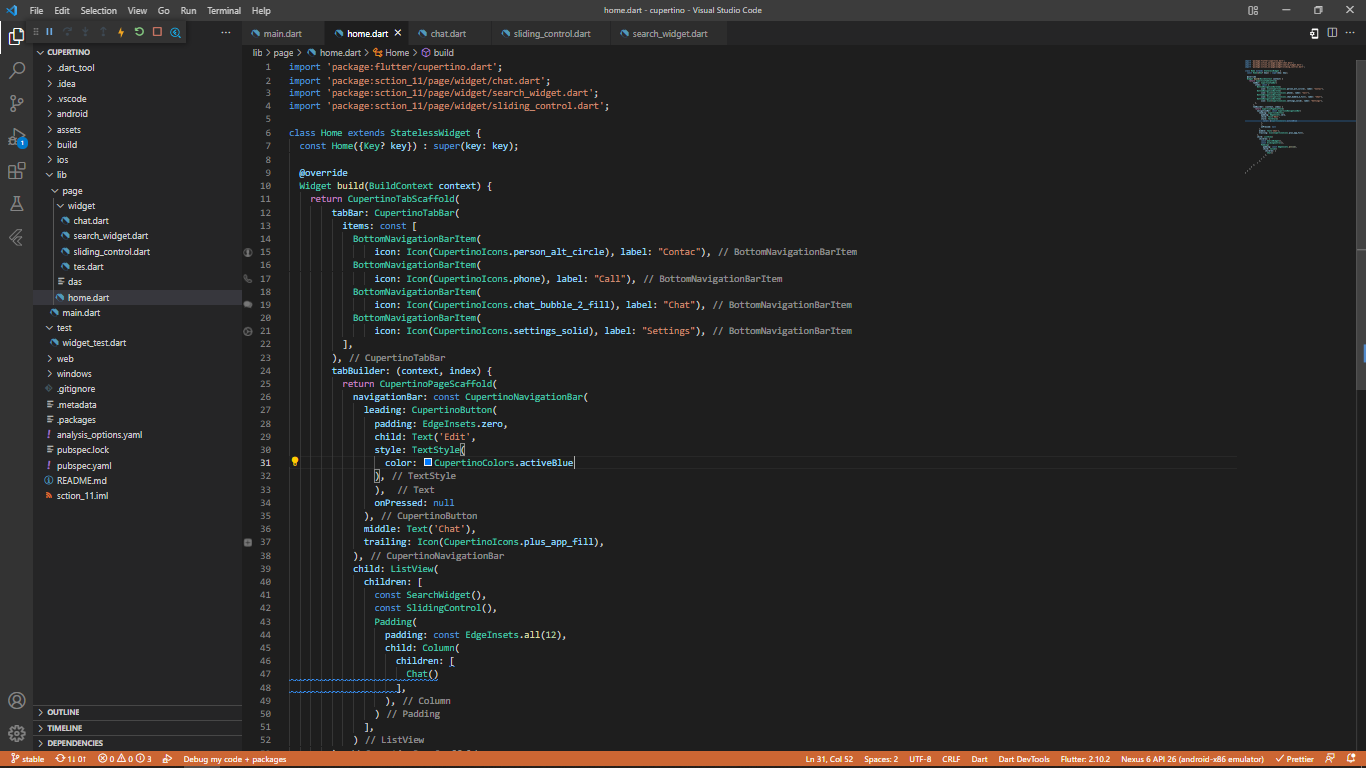 File Edit Selection View Go Run Terminal Help
home.dart - cupertino - Visual Studio Code
main.dart home.dart chat.dart sliding_control.dart search_widget.dart
lib > page > home.dart > Home > build
CUPERTINO
.dart_tool
.idea
.vscode
android
assets
build
ios
lib
page
widget
chat.dart
search_widget.dart
sliding_control.dart
tes.dart
das
home.dart
main.dart
test
widget_test.dart
web
windows
.gitignore
.metadata
.packages
analysis_options.yaml
pubspec.lock
pubspec.yaml
README.md
sction_11.iml
OUTLINE
TIMELINE
DEPENDENCIES
1
1 import 'package:flutter/cupertino.dart';
2 import 'package:sction_11/page/widget/chat.dart';
3 import 'package:sction_11/page/widget/search_widget.dart';
4 import 'package:sction_11/page/widget/sliding_control.dart';
5
6 class Home extends StatelessWidget {
7 const Home({Key? key}) : super(key: key);
8
9 @override
10 Widget build(BuildContext context) {
11 return CupertinoTabScaffold(
12 tabBar: CupertinoTabBar(
13 items: const [
14 BottomNavigationBarItem(
15 icon: Icon(CupertinoIcons.person_alt_circle), label: "Contac"), // BottomNavigationBarItem
16 BottomNavigationBarItem(
17 icon: Icon(CupertinoIcons.phone), label: "Call"), // BottomNavigationBarItem
18 BottomNavigationBarItem(
19 icon: Icon(CupertinoIcons.chat_bubble_2_fill), label: "Chat"), // BottomNavigationBarItem
20 BottomNavigationBarItem(
21 icon: Icon(CupertinoIcons.settings_solid), label: "Settings"), // BottomNavigationBarItem
22 ],
23 ), // CupertinoTabBar
24 tabBuilder: (context, index) {
25 return CupertinoPageScaffold(
26 navigationBar: const CupertinoNavigationBar(
27 leading: CupertinoButton(
28 padding: EdgeInsets.zero,
29 child: Text('Edit',
30 style: TextStyle(
31 color: CupertinoColors.activeBlue
32 ), // TextStyle
33 ), // Text
34 onPressed: null
35 ), // CupertinoButton
36 middle: Text('Chat'),
37 trailing: Icon(CupertinoIcons.plus_app_fill),
38 ), // CupertinoNavigationBar
39 child: ListView(
40 children: [
41 const SearchWidget(),
42 const SlidingControl(),
43 Padding(
44 padding: const EdgeInsets.all(12),
45 child: Column(
46 children: [
47 Chat()
48 ],
49 ), // Column
50 ) // Padding
51 ],
52 ) // ListView
stable 1↓ 0↑ 0 0 3 Debug my code + packages Ln 31, Col 52 Spaces: 2 UTF-8 CRLF Dart Dart DevTools Flutter: 2.10.2 Nexus 6 API 26 (android-x86 emulator) Prettier